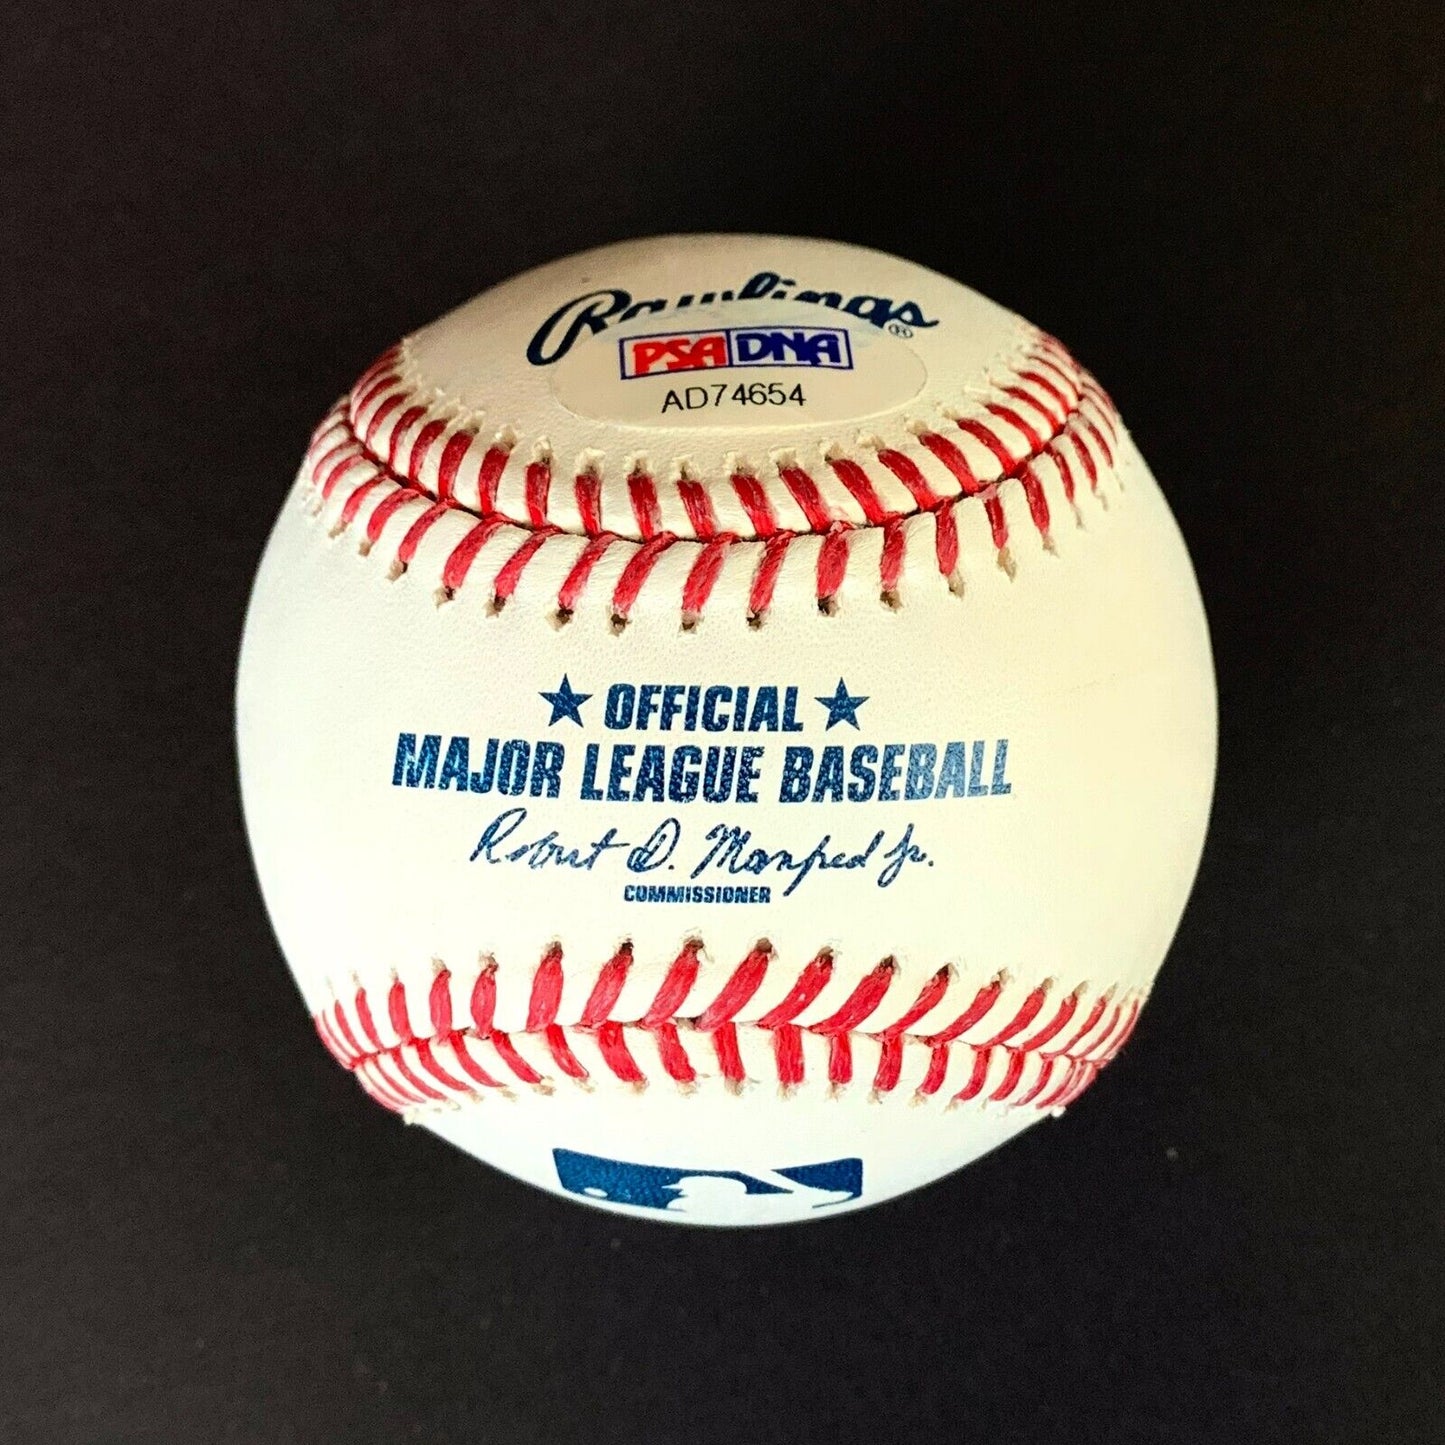 Rawlings®
PSA DNA
AD74654
★ OFFICIAL ★
MAJOR LEAGUE BASEBALL
Robert D. Manfred Jr.
COMMISSIONER